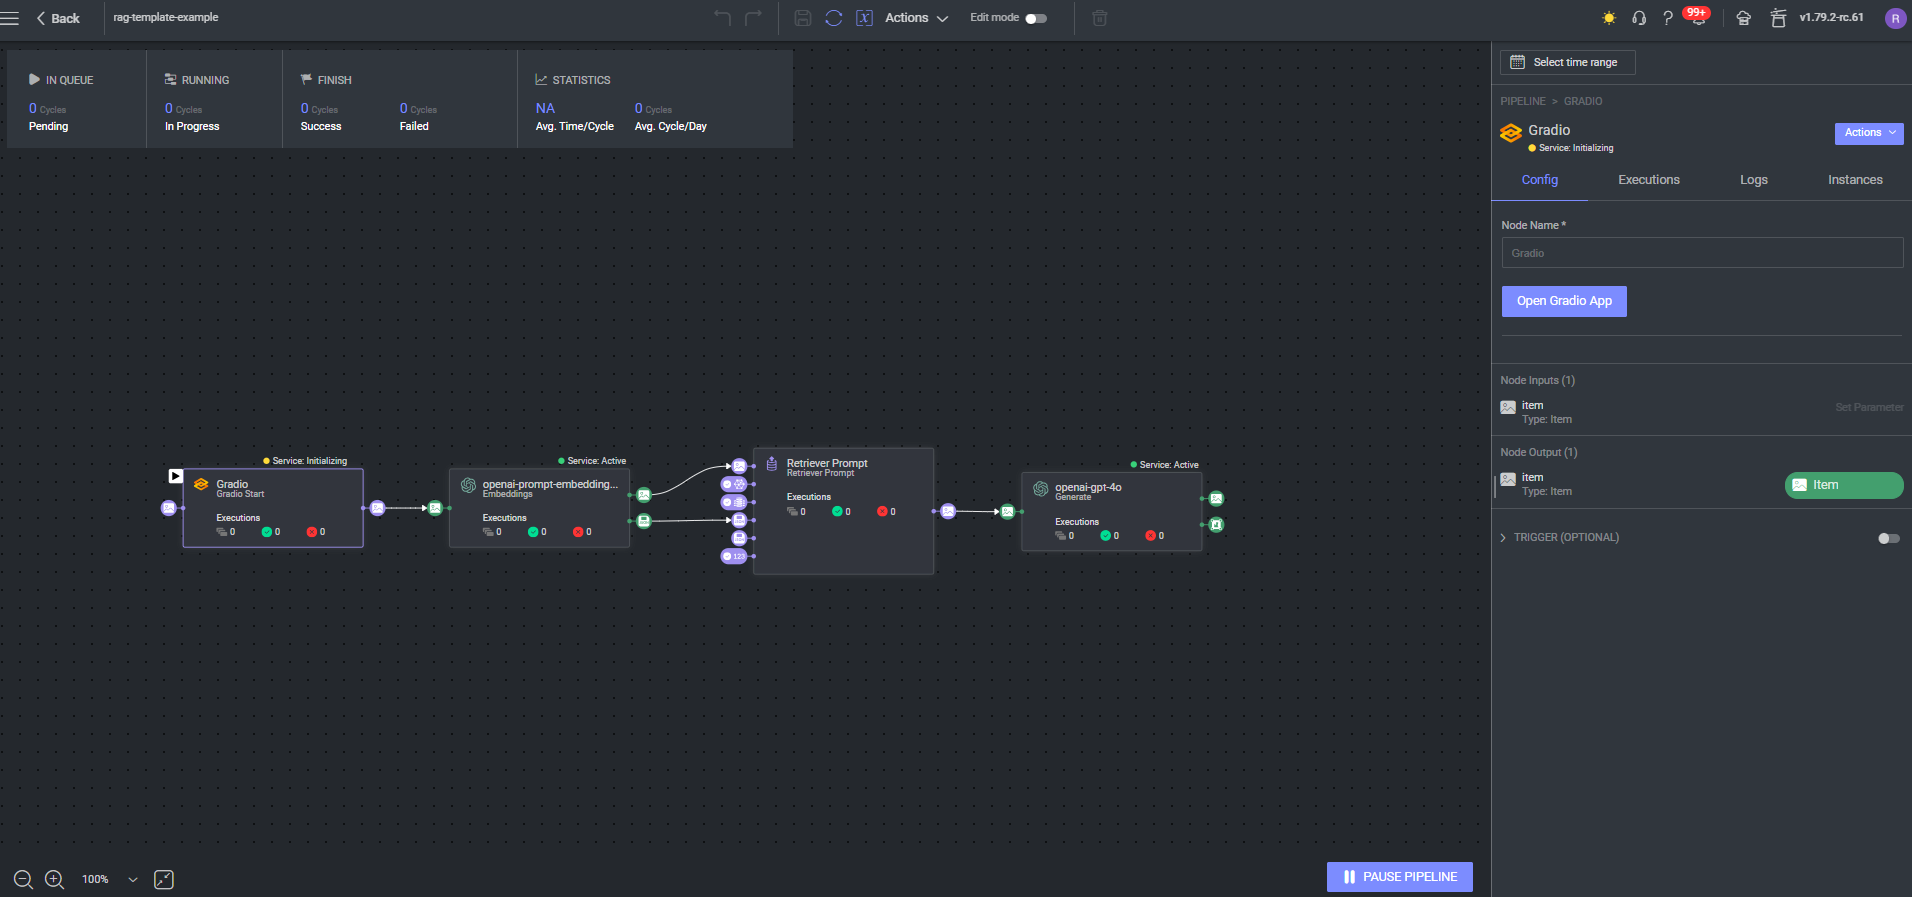 Back
rag-template-example
Actions
Edit mode
99+
v1.79.2-rc.61
R
IN QUEUE
0 Cycles
Pending
RUNNING
0 Cycles
In Progress
FINISH
0 Cycles
Success
0 Cycles
Failed
STATISTICS
NA
Avg. Time/Cycle
0 Cycles
Avg. Cycle/Day
Select time range
PIPELINE > GRADIO
Gradio
Service: Initializing
Actions
Config
Executions
Logs
Instances
Node Name *
Gradio
Open Gradio App
Node Inputs (1)
item
Type: Item
Set Parameter
Node Output (1)
item
Type: Item
Item
TRIGGER (OPTIONAL)
Service: Initializing
Gradio
Gradio Start
Executions
0 0 0
Service: Active
openai-prompt-embedding...
Embeddings
Executions
0 0 0
Retriever Prompt
Retriever Prompt
Executions
0 0 0
123
Service: Active
openai-gpt-4o
Generate
Executions
0 0 0
100%
PAUSE PIPELINE